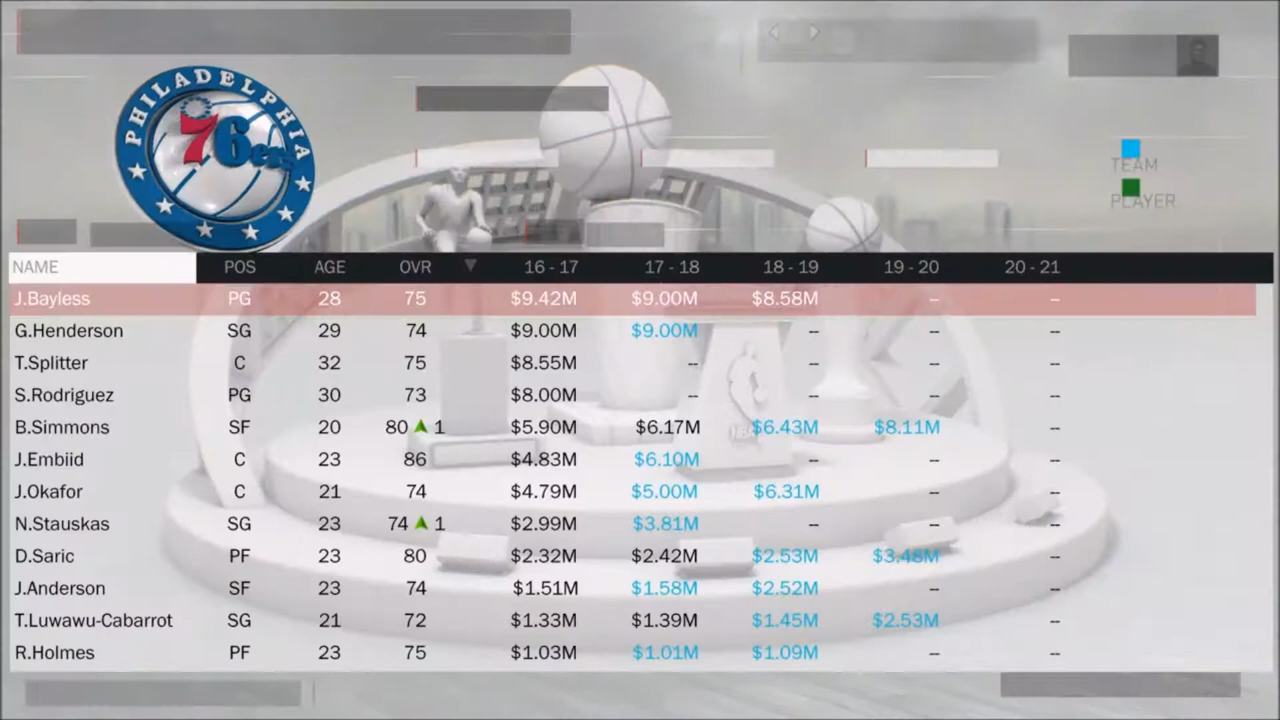 PHILADELPHIA
76ers
TEAM
PLAYER
NAME POS AGE OVR 16 - 17 17 - 18 18 - 19 19 - 20 20 - 21
J.Bayless PG 28 75 $9.42M $9.00M $8.58M -- --
G.Henderson SG 29 74 $9.00M $9.00M -- -- --
T.Splitter C 32 75 $8.55M -- -- -- --
S.Rodriguez PG 30 73 $8.00M -- -- -- --
B.Simmons SF 20 80 1 $5.90M $6.17M $6.43M $8.11M --
J.Embiid C 23 86 $4.83M $6.10M -- -- --
J.Okafor C 21 74 $4.79M $5.00M $6.31M -- --
N.Stauskas SG 23 74 1 $2.99M $3.81M -- -- --
D.Saric PF 23 80 $2.32M $2.42M $2.53M $3.48M --
J.Anderson SF 23 74 $1.51M $1.58M $2.52M -- --
T.Luwawu-Cabarrot SG 21 72 $1.33M $1.39M $1.45M $2.53M --
R.Holmes PF 23 75 $1.03M $1.01M $1.09M -- --